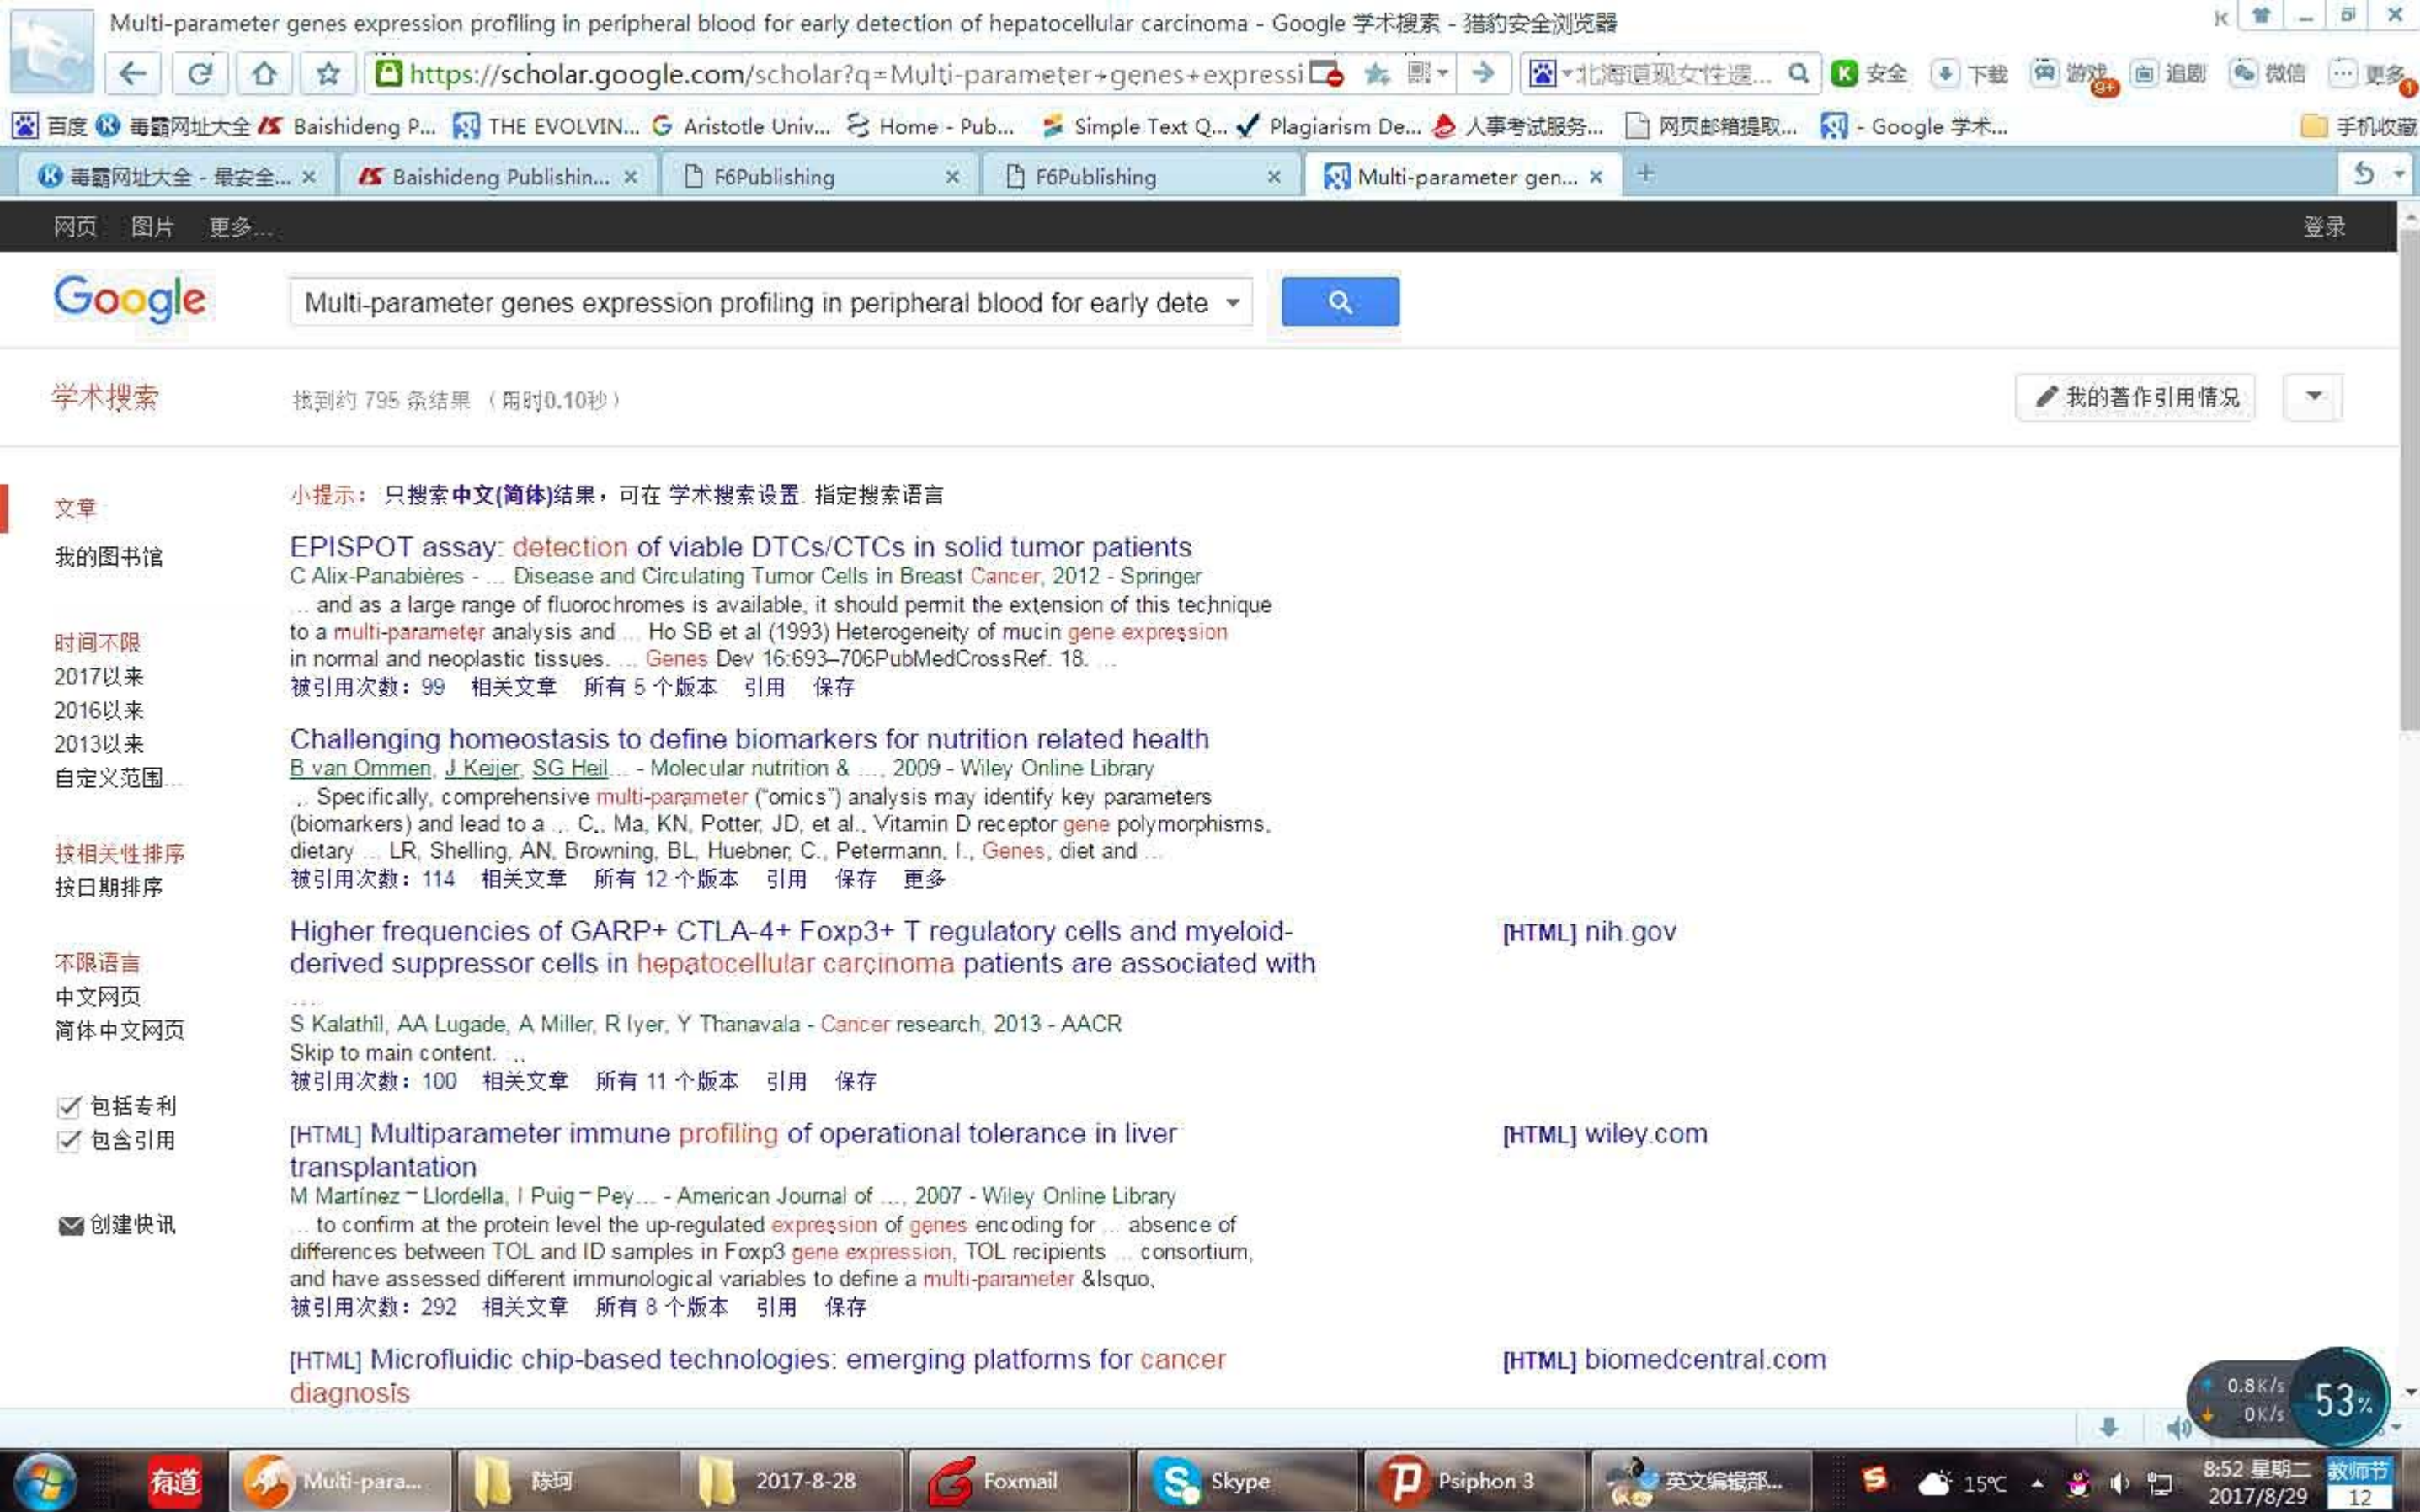 Multi-parameter genes expression profiling in peripheral blood for early detection of hepatocellular carcinoma - Google 学术搜索 - 猎豹安全浏览器
https://scholar.google.com/scholar?q=Multi-parameter+genes+expressi
北海道现女性遗... 安全 下载 游戏 9+ 追剧 微信 更多 1
百度 毒霸网址大全 Baishideng P... THE EVOLVIN... Aristotle Univ... Home - Pub... Simple Text Q... Plagiarism De... 人事考试服务... 网页邮箱提取... - Google 学术... 手机收藏
毒霸网址大全 - 最安全... Baishideng Publishin... F6Publishing F6Publishing Multi-parameter gen...
网页 图片 更多... 登录
Google Multi-parameter genes expression profiling in peripheral blood for early dete
学术搜索 找到约 795 条结果 （用时0.10秒） 我的著作引用情况
文章
我的图书馆
时间不限
2017以来
2016以来
2013以来
自定义范围...
按相关性排序
按日期排序
不限语言
中文网页
简体中文网页
包括专利
包含引用
创建快讯
小提示： 只搜索中文(简体)结果，可在 学术搜索设置. 指定搜索语言
EPISPOT assay: detection of viable DTCs/CTCs in solid tumor patients
C Alix-Panabières - ... Disease and Circulating Tumor Cells in Breast Cancer, 2012 - Springer
... and as a large range of fluorochromes is available, it should permit the extension of this technique
to a multi-parameter analysis and ... Ho SB et al (1993) Heterogeneity of mucin gene expression
in normal and neoplastic tissues. ... Genes Dev 16:693–706PubMedCrossRef. 18. ...
被引用次数：99 相关文章 所有 5 个版本 引用 保存
Challenging homeostasis to define biomarkers for nutrition related health
B van Ommen, J Keijer, SG Heil... - Molecular nutrition & ..., 2009 - Wiley Online Library
... Specifically, comprehensive multi-parameter (“omics”) analysis may identify key parameters
(biomarkers) and lead to a ... C., Ma, KN, Potter, JD, et al., Vitamin D receptor gene polymorphisms,
dietary ... LR, Shelling, AN, Browning, BL, Huebner, C., Petermann, I., Genes, diet and ...
被引用次数：114 相关文章 所有 12 个版本 引用 保存 更多
Higher frequencies of GARP+ CTLA-4+ Foxp3+ T regulatory cells and myeloid-
derived suppressor cells in hepatocellular carcinoma patients are associated with
...
[HTML] nih.gov
S Kalathil, AA Lugade, A Miller, R Iyer, Y Thanavala - Cancer research, 2013 - AACR
Skip to main content. ...
被引用次数：100 相关文章 所有 11 个版本 引用 保存
[HTML] Multiparameter immune profiling of operational tolerance in liver
transplantation
[HTML] wiley.com
M Martínez‐Llordella, I Puig‐Pey... - American Journal of ..., 2007 - Wiley Online Library
... to confirm at the protein level the up-regulated expression of genes encoding for ... absence of
differences between TOL and ID samples in Foxp3 gene expression, TOL recipients ... consortium,
and have assessed different immunological variables to define a multi-parameter &lsquo,
被引用次数：292 相关文章 所有 8 个版本 引用 保存
[HTML] Microfluidic chip-based technologies: emerging platforms for cancer
diagnosis
[HTML] biomedcentral.com
0.8K/s
0K/s
53%
有道 Multi-para... 陈珂 2017-8-28 Foxmail Skype Psiphon 3 英文编辑部... 15℃
8:52 星期二
2017/8/29
教师节
12